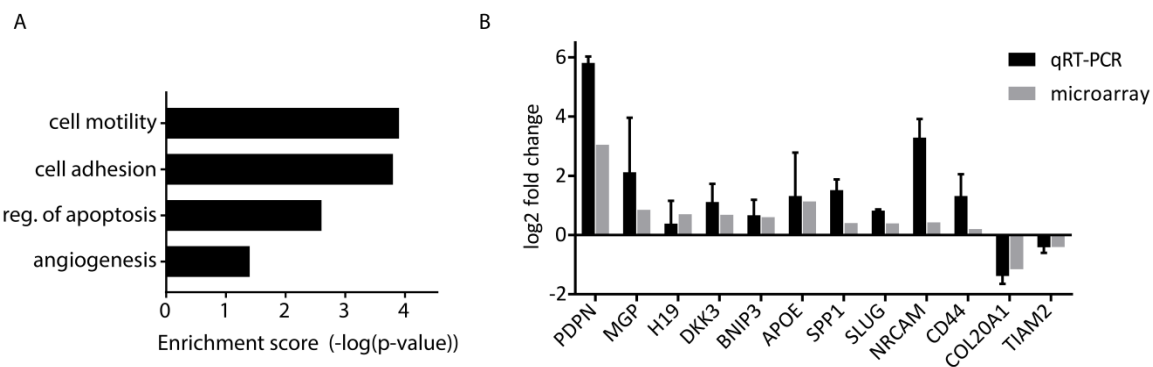 A
cell motility
cell adhesion
reg. of apoptosis
angiogenesis
0 1 2 3 4
Enrichment score (-log(p-value))
B
qRT-PCR
microarray
log2 fold change
6
4
2
0
-2
PDPN
MGP
H19
DKK3
BNIP3
APOE
SPP1
SLUG
NRCAM
CD44
COL20A1
TIAM2